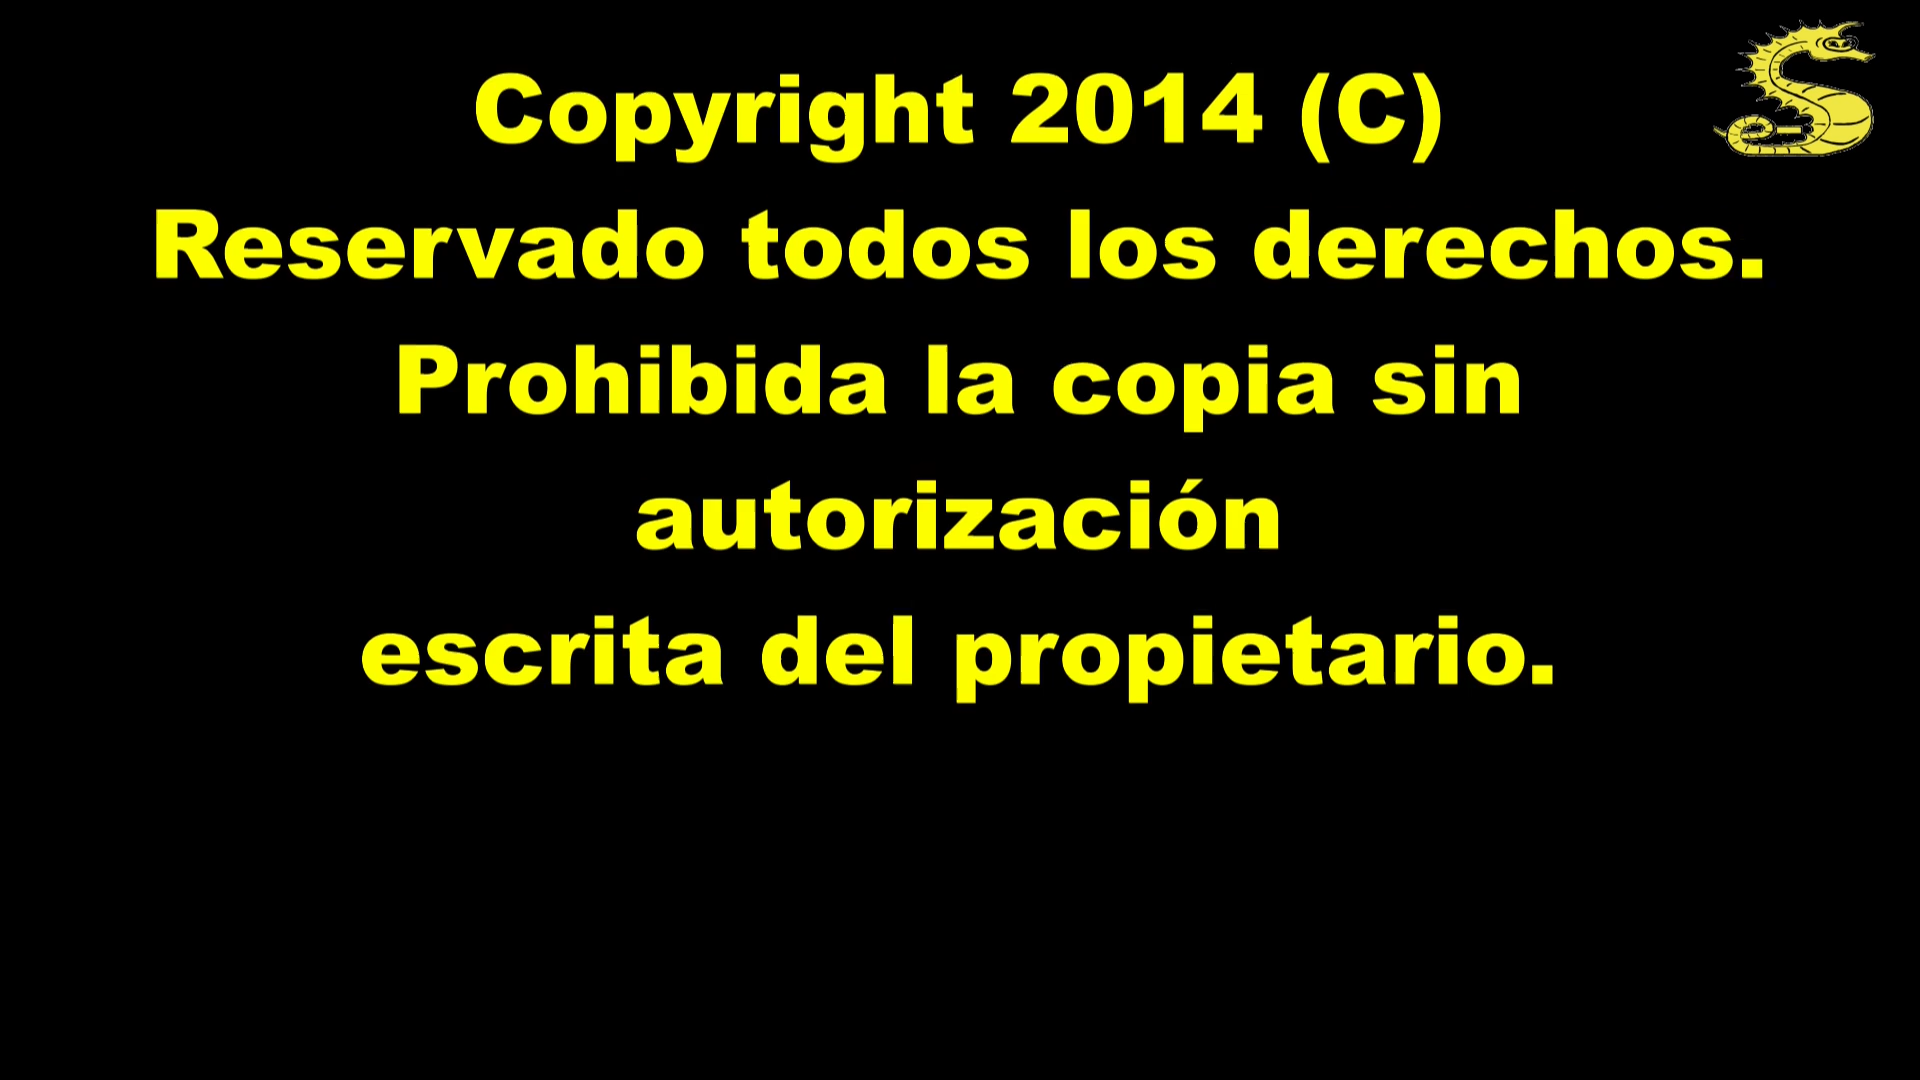 Copyright 2014 (C)
Reservado todos los derechos.
Prohibida la copia sin
autorización
escrita del propietario.